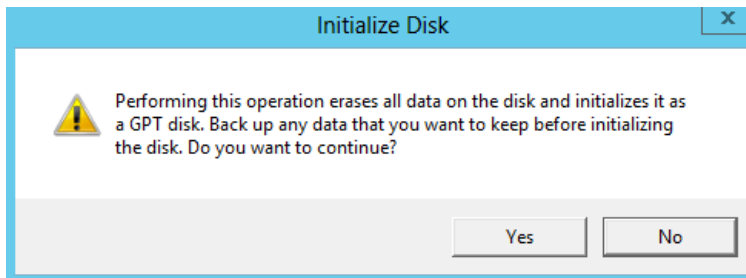 Initialize Disk
x
Performing this operation erases all data on the disk and initializes it as
a GPT disk. Back up any data that you want to keep before initializing
the disk. Do you want to continue?
Yes No